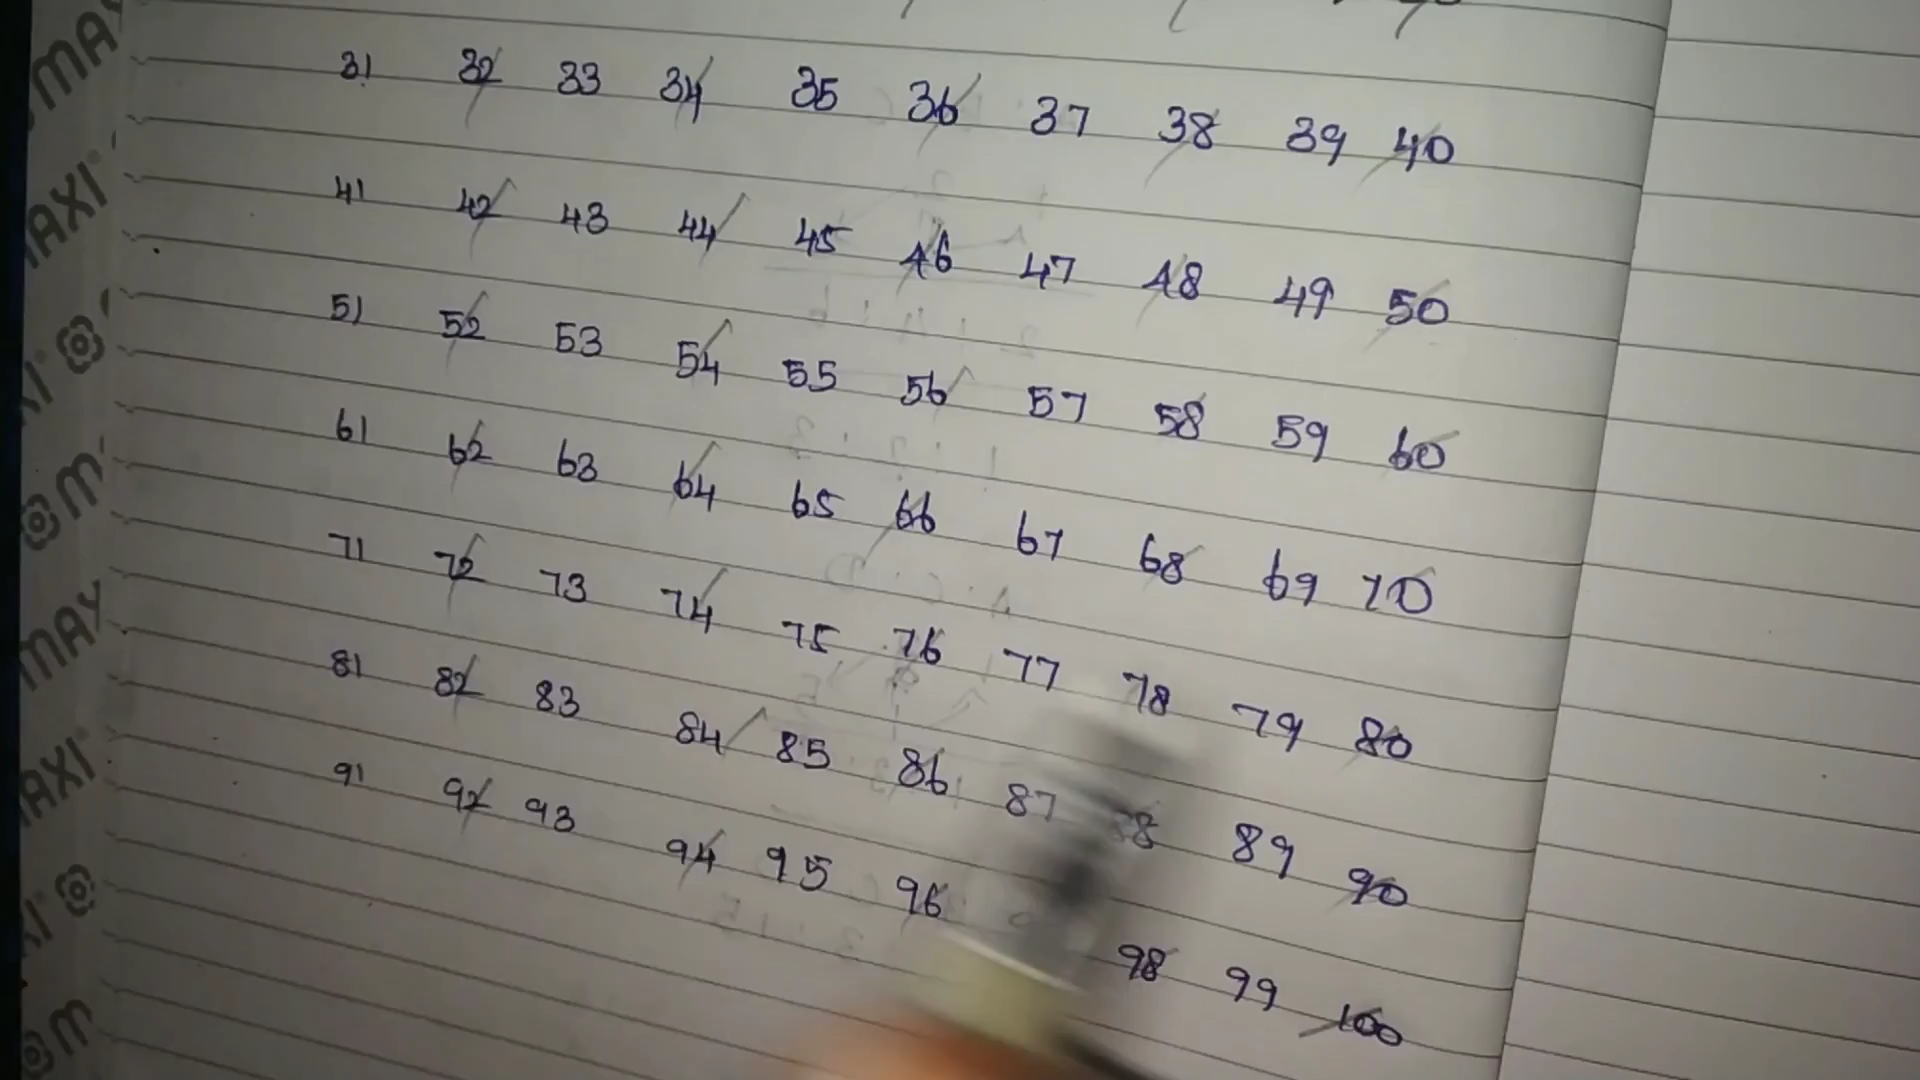 31 32 33 34 35 36 37 38 39 40
41 42 43 44 45 46 47 48 49 50
51 52 53 54 55 56 57 58 59 60
61 62 63 64 65 66 67 68 69 70
71 72 73 74 75 76 77 78 79 80
81 82 83 84 85 86 87 89 90
91 92 93 94 95 96 98 99 100